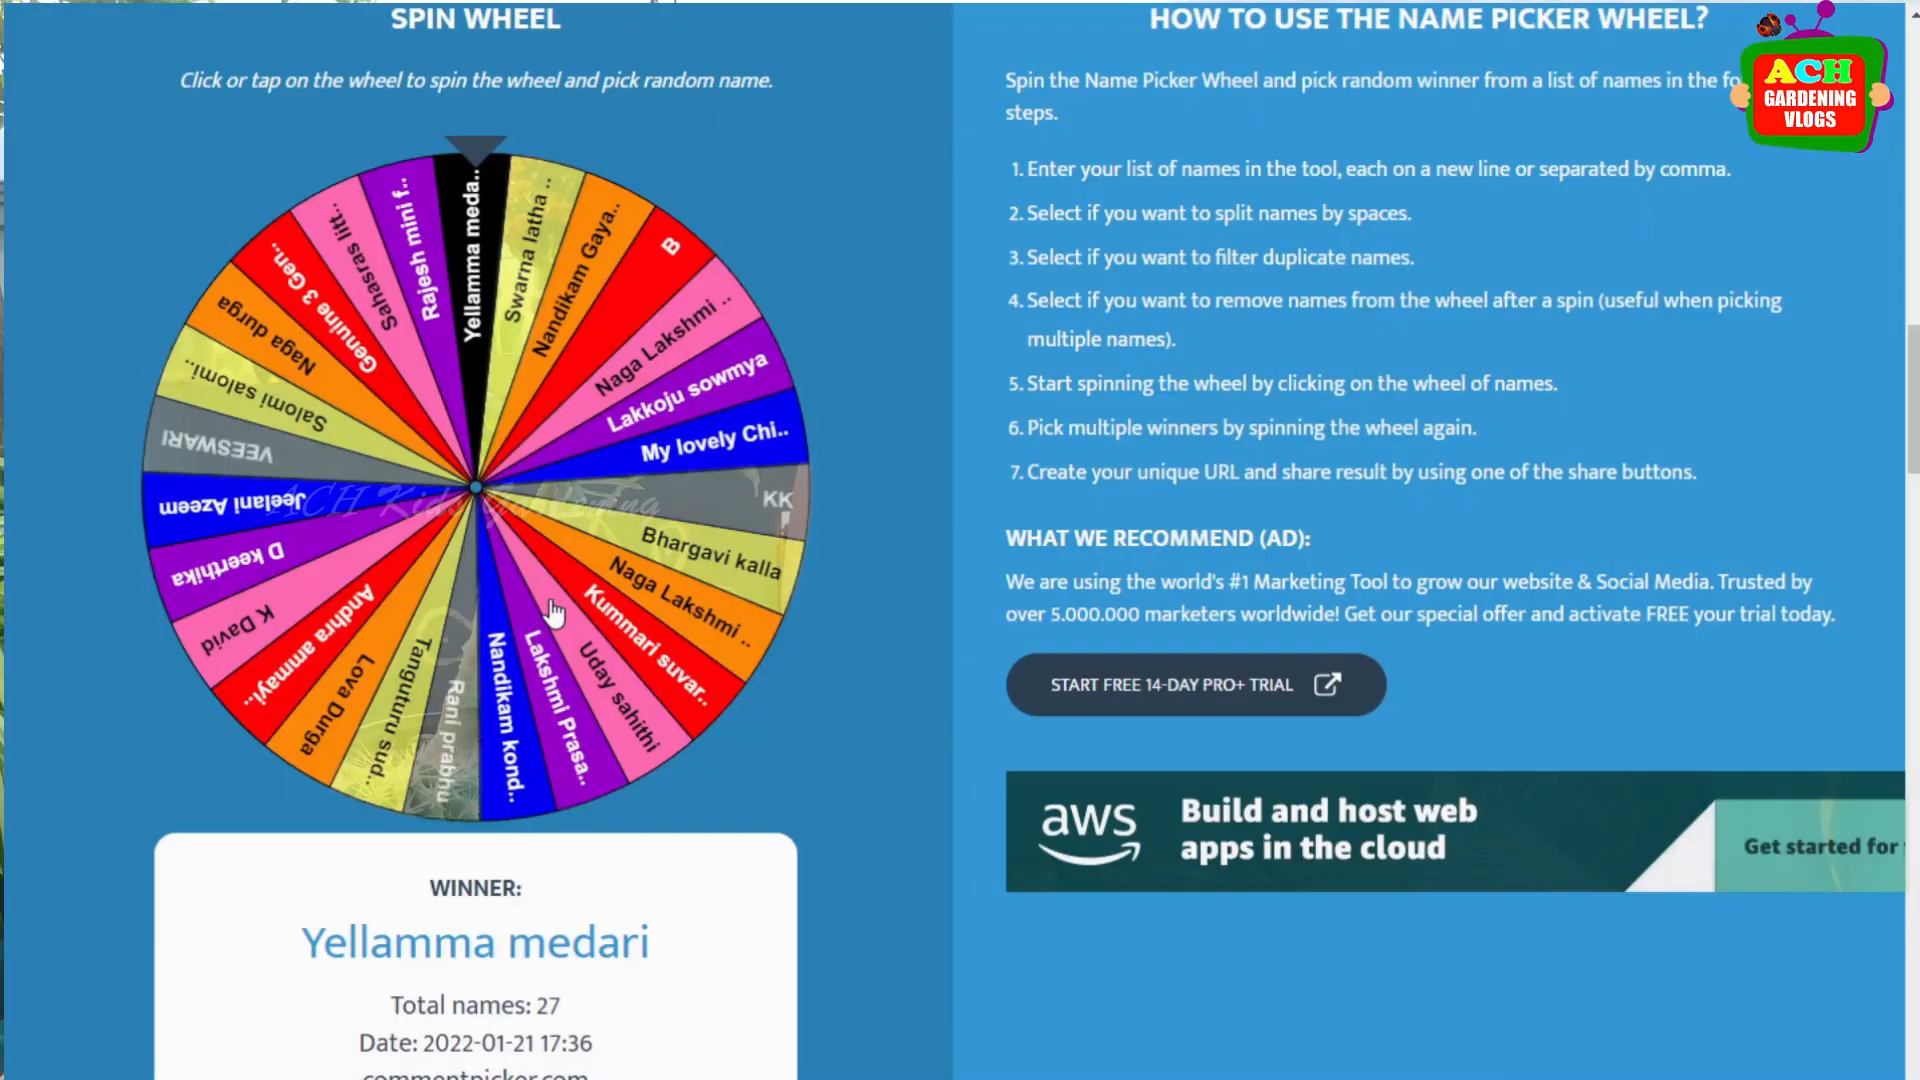 SPIN WHEEL
Click or tap on the wheel to spin the wheel and pick random name.
Yellamma meda..
Swarna latha ..
Nandikam Gaya..
B
Naga Lakshmi ..
Lakkoju sowmya
My lovely Chi..
KK
Bhargavi kalla
Naga Lakshmi ..
Kummari suvar..
Uday sahithi
Lakshmi Prasa..
Nandikam kond..
Rani prabhu
Tanguturu sud..
Lova Durga
Andhra ammayi..
K David
D keerthika
Jeelani Azeem
VEESWARI
Salomi salomi..
Naga durga
Genuine 3 Gen..
Sahasras litt..
Rajesh mini f..
ACH Kids Gardening
WINNER:
Yellamma medari
Total names: 27
Date: 2022-01-21 17:36
commentpicker.com
HOW TO USE THE NAME PICKER WHEEL?
Spin the Name Picker Wheel and pick random winner from a list of names in the fo
steps.
1. Enter your list of names in the tool, each on a new line or separated by comma.
2. Select if you want to split names by spaces.
3. Select if you want to filter duplicate names.
4. Select if you want to remove names from the wheel after a spin (useful when picking
multiple names).
5. Start spinning the wheel by clicking on the wheel of names.
6. Pick multiple winners by spinning the wheel again.
7. Create your unique URL and share result by using one of the share buttons.
WHAT WE RECOMMEND (AD):
We are using the world's #1 Marketing Tool to grow our website & Social Media. Trusted by
over 5.000.000 marketers worldwide! Get our special offer and activate FREE your trial today.
START FREE 14-DAY PRO+ TRIAL
aws
Build and host web
apps in the cloud
Get started for
ACH
GARDENING
VLOGS